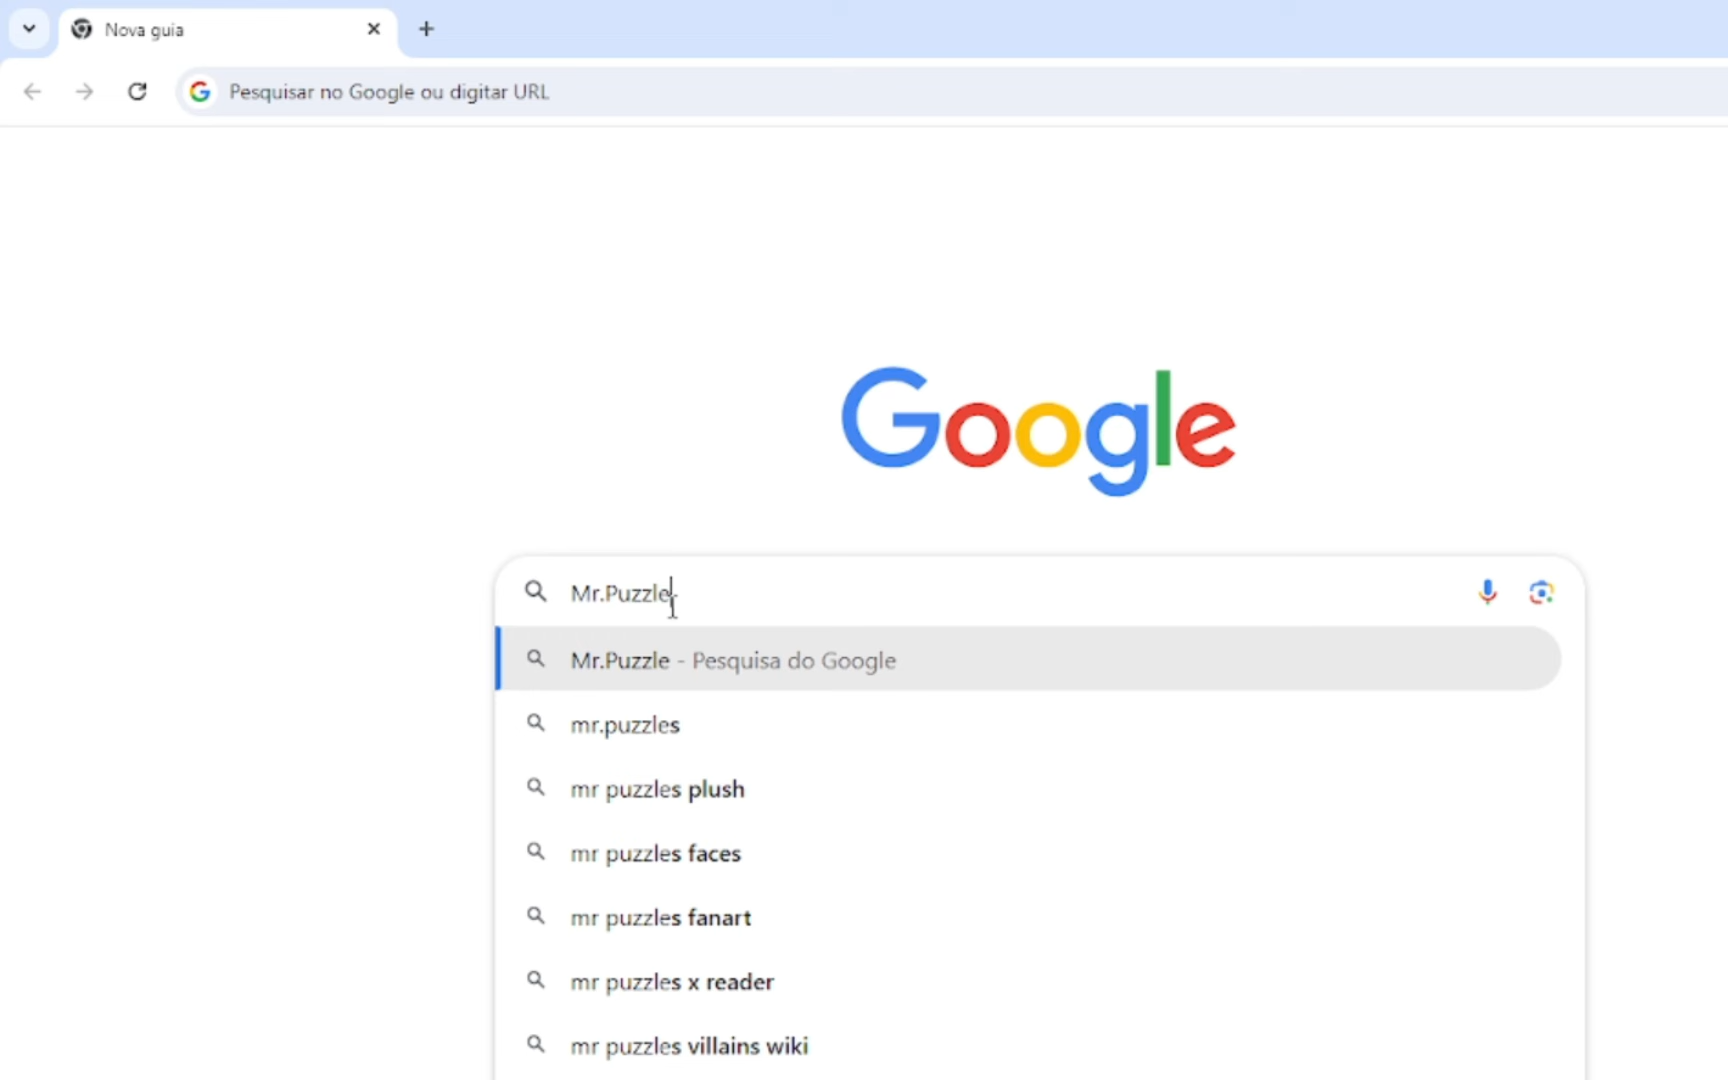 Nova guia
Pesquisar no Google ou digitar URL
Google
Mr.Puzzle
Mr.Puzzle - Pesquisa do Google
mr.puzzles
mr puzzles plush
mr puzzles faces
mr puzzles fanart
mr puzzles x reader
mr puzzles villains wiki